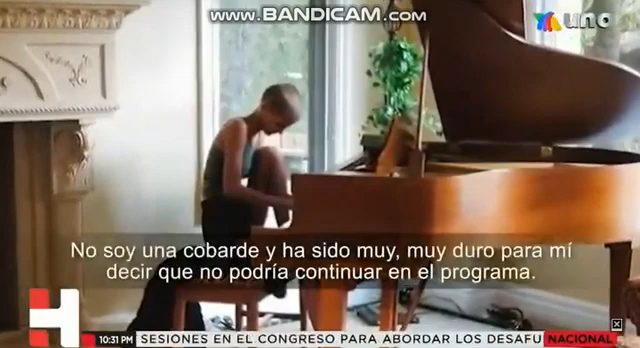 WWW.BANDICAM.COM
uno
No soy una cobarde y ha sido muy, muy duro para mí
decir que no podría continuar en el programa.
H
10:31 PM SESIONES EN EL CONGRESO PARA ABORDAR LOS DESAFU NACIONAL